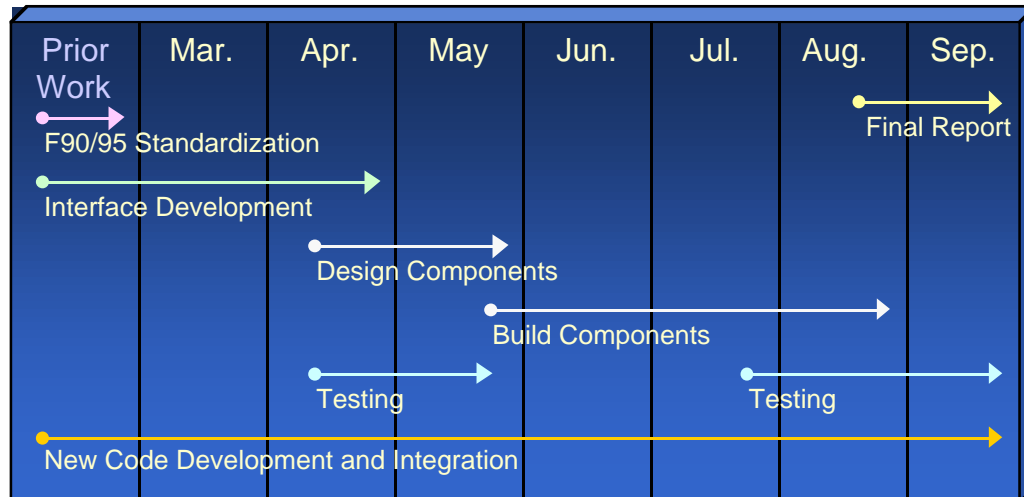 Prior Work
Mar.
Apr.
May
Jun.
Jul.
Aug.
Sep.
Final Report
F90/95 Standardization
Interface Development
Design Components
Build Components
Testing
Testing
New Code Development and Integration